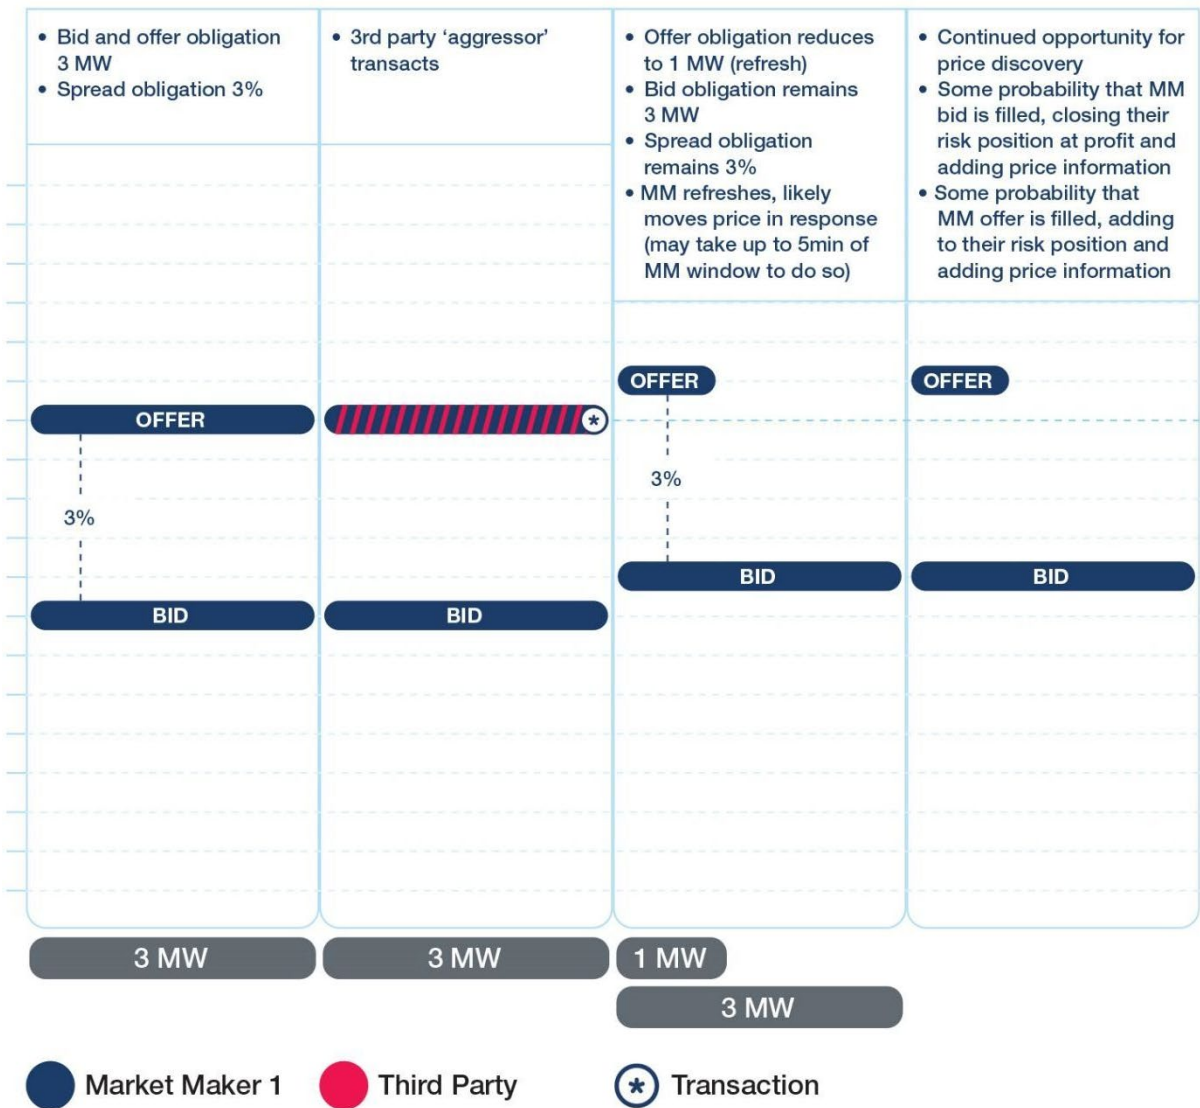 • Bid and offer obligation
3 MW
• Spread obligation 3%
• 3rd party ‘aggressor’
transacts
• Offer obligation reduces
to 1 MW (refresh)
• Bid obligation remains
3 MW
• Spread obligation
remains 3%
• MM refreshes, likely
moves price in response
(may take up to 5min of
MM window to do so)
• Continued opportunity for
price discovery
• Some probability that MM
bid is filled, closing their
risk position at profit and
adding price information
• Some probability that
MM offer is filled, adding
to their risk position and
adding price information
OFFER
3%
BID
*
BID
OFFER
3%
BID
OFFER
BID
3 MW
3 MW
1 MW
3 MW
Market Maker 1
Third Party
* Transaction